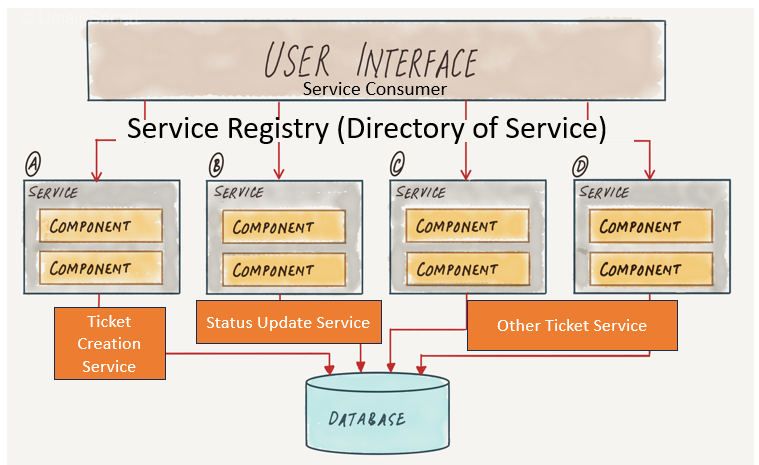 USER INTERFACE
Service Consumer
Service Registry (Directory of Service)
A
B
C
D
SERVICE
SERVICE
SERVICE
SERVICE
COMPONENT
COMPONENT
COMPONENT
COMPONENT
COMPONENT
COMPONENT
COMPONENT
COMPONENT
Ticket
Creation
Service
Status Update Service
Other Ticket Service
DATABASE